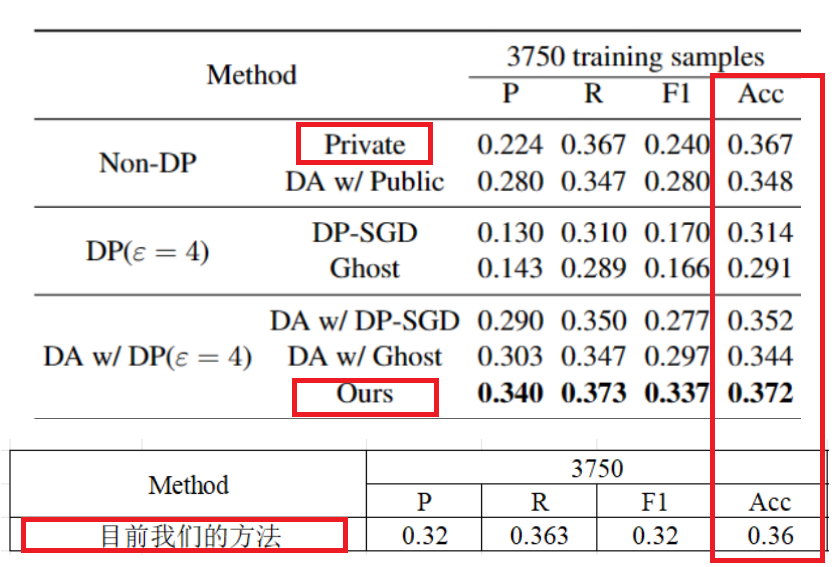 Method 3750 training samples
P R F1 Acc
Non-DP Private 0.224 0.367 0.240 0.367
DA w/ Public 0.280 0.347 0.280 0.348
DP(ε = 4) DP-SGD 0.130 0.310 0.170 0.314
Ghost 0.143 0.289 0.166 0.291
DA w/ DP(ε = 4) DA w/ DP-SGD 0.290 0.350 0.277 0.352
DA w/ Ghost 0.303 0.347 0.297 0.344
Ours 0.340 0.373 0.337 0.372
Method 3750
P R F1 Acc
目前我们的方法 0.32 0.363 0.32 0.36